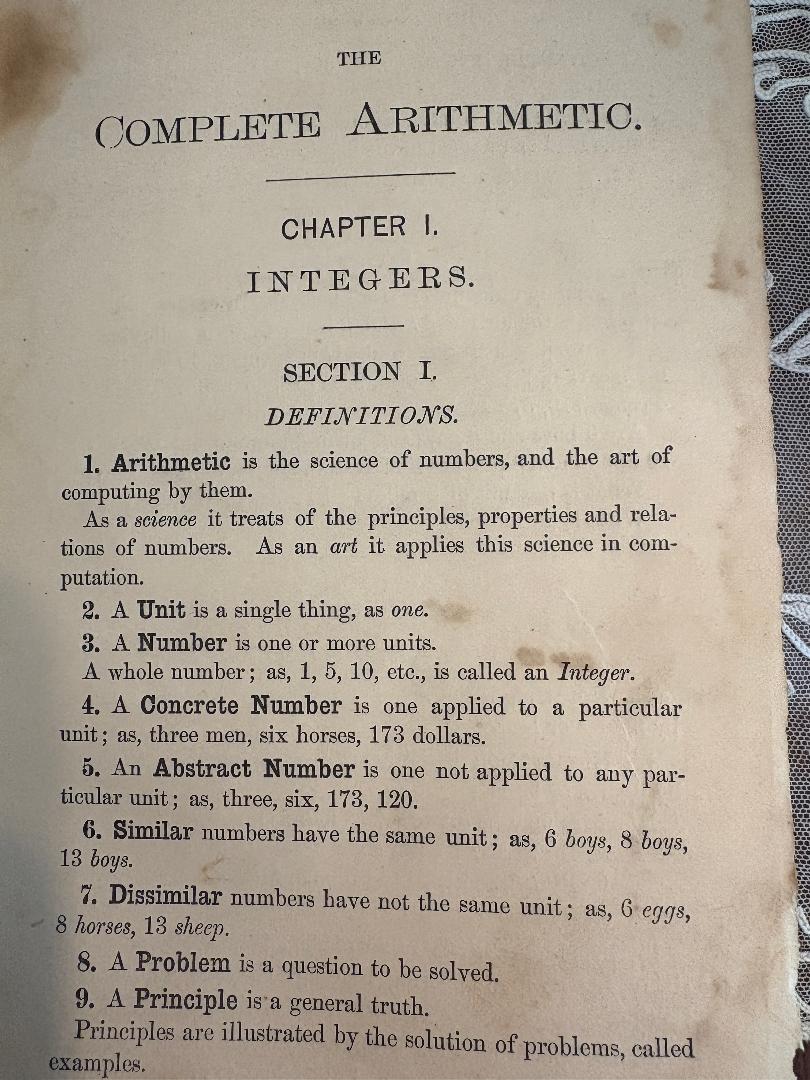 THE
COMPLETE ARITHMETIC.
CHAPTER I.
INTEGERS.
SECTION I.
DEFINITIONS.
1. Arithmetic is the science of numbers, and the art of
computing by them.
As a science it treats of the principles, properties and rela-
tions of numbers. As an art it applies this science in com-
putation.
2. A Unit is a single thing, as one.
3. A Number is one or more units.
A whole number; as, 1, 5, 10, etc., is called an Integer.
4. A Concrete Number is one applied to a particular
unit; as, three men, six horses, 173 dollars.
5. An Abstract Number is one not applied to any par-
ticular unit; as, three, six, 173, 120.
6. Similar numbers have the same unit; as, 6 boys, 8 boys,
13 boys.
7. Dissimilar numbers have not the same unit; as, 6 eggs,
8 horses, 13 sheep.
8. A Problem is a question to be solved.
9. A Principle is a general truth.
Principles are illustrated by the solution of problems, called
examples.